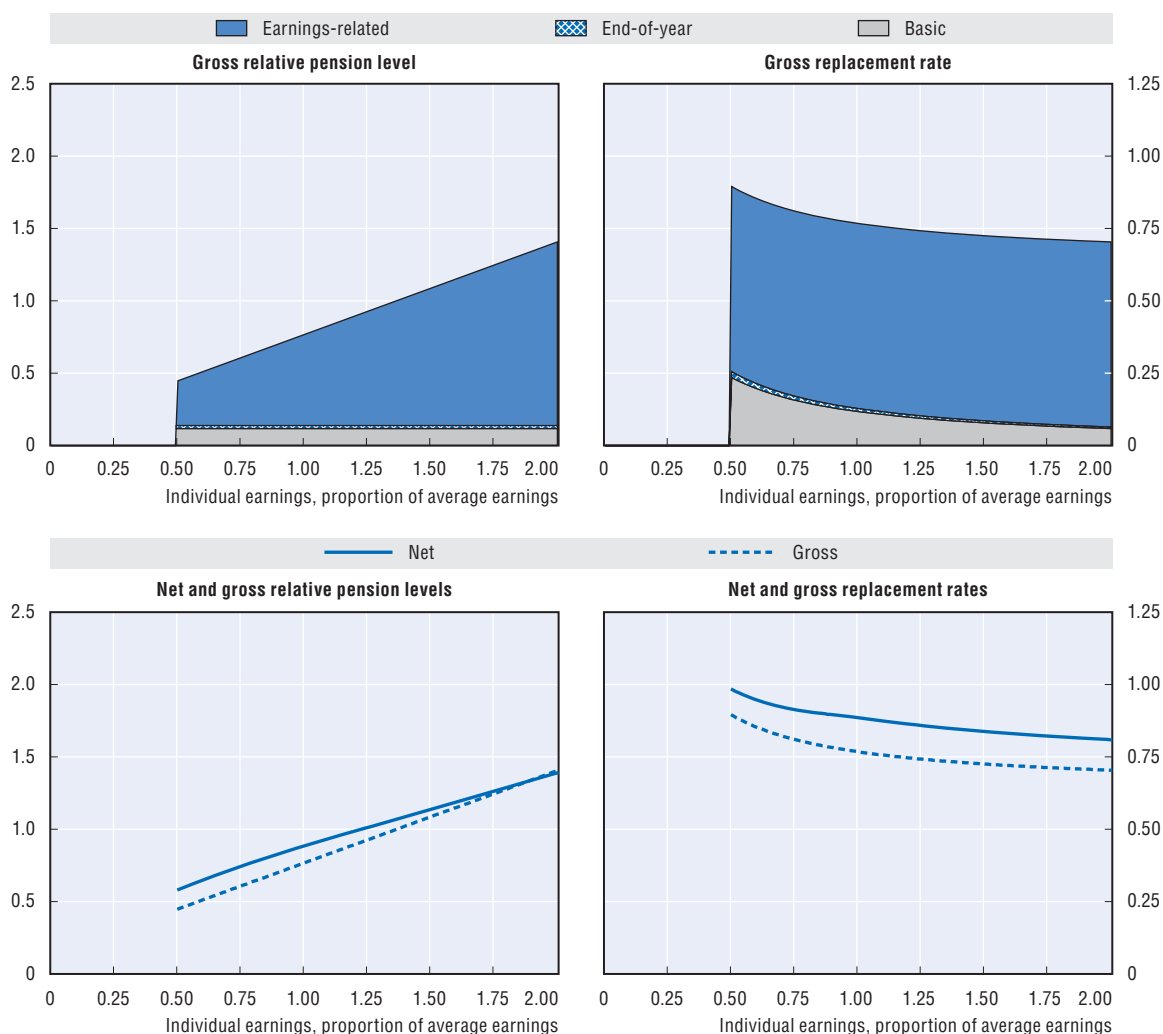 Earnings-related End-of-year Basic
Gross relative pension level
2.5
2.0
1.5
1.0
0.5
0
0 0.25 0.50 0.75 1.00 1.25 1.50 1.75 2.00
Individual earnings, proportion of average earnings
Gross replacement rate
1.25
1.00
0.75
0.50
0.25
0
0 0.25 0.50 0.75 1.00 1.25 1.50 1.75 2.00
Individual earnings, proportion of average earnings
Net Gross
Net and gross relative pension levels
2.5
2.0
1.5
1.0
0.5
0
0 0.25 0.50 0.75 1.00 1.25 1.50 1.75 2.00
Individual earnings, proportion of average earnings
Net and gross replacement rates
1.25
1.00
0.75
0.50
0.25
0
0 0.25 0.50 0.75 1.00 1.25 1.50 1.75 2.00
Individual earnings, proportion of average earnings